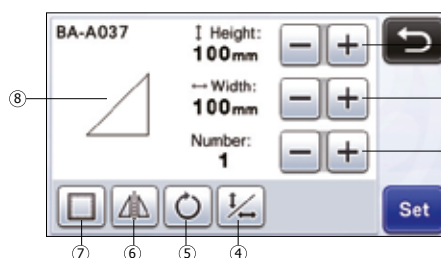 BA-A037
↕ Height:
100mm
↔ Width:
100mm
Number:
1
Set
⑧
⑦ ⑥ ⑤ ④